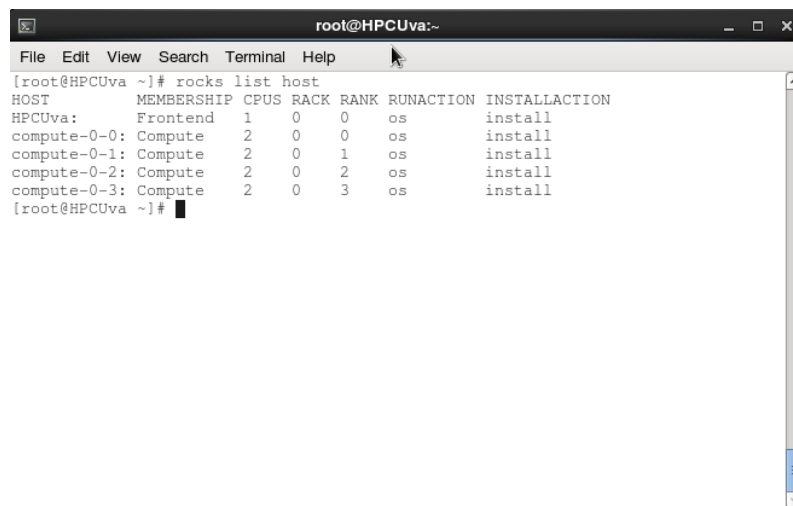 root@HPCUva:~
File Edit View Search Terminal Help
[root@HPCUva ~]# rocks list host
HOST MEMBERSHIP CPUS RACK RANK RUNACTION INSTALLACTION
HPCUva: Frontend 1 0 0 os install
compute-0-0: Compute 2 0 0 os install
compute-0-1: Compute 2 0 1 os install
compute-0-2: Compute 2 0 2 os install
compute-0-3: Compute 2 0 3 os install
[root@HPCUva ~]#